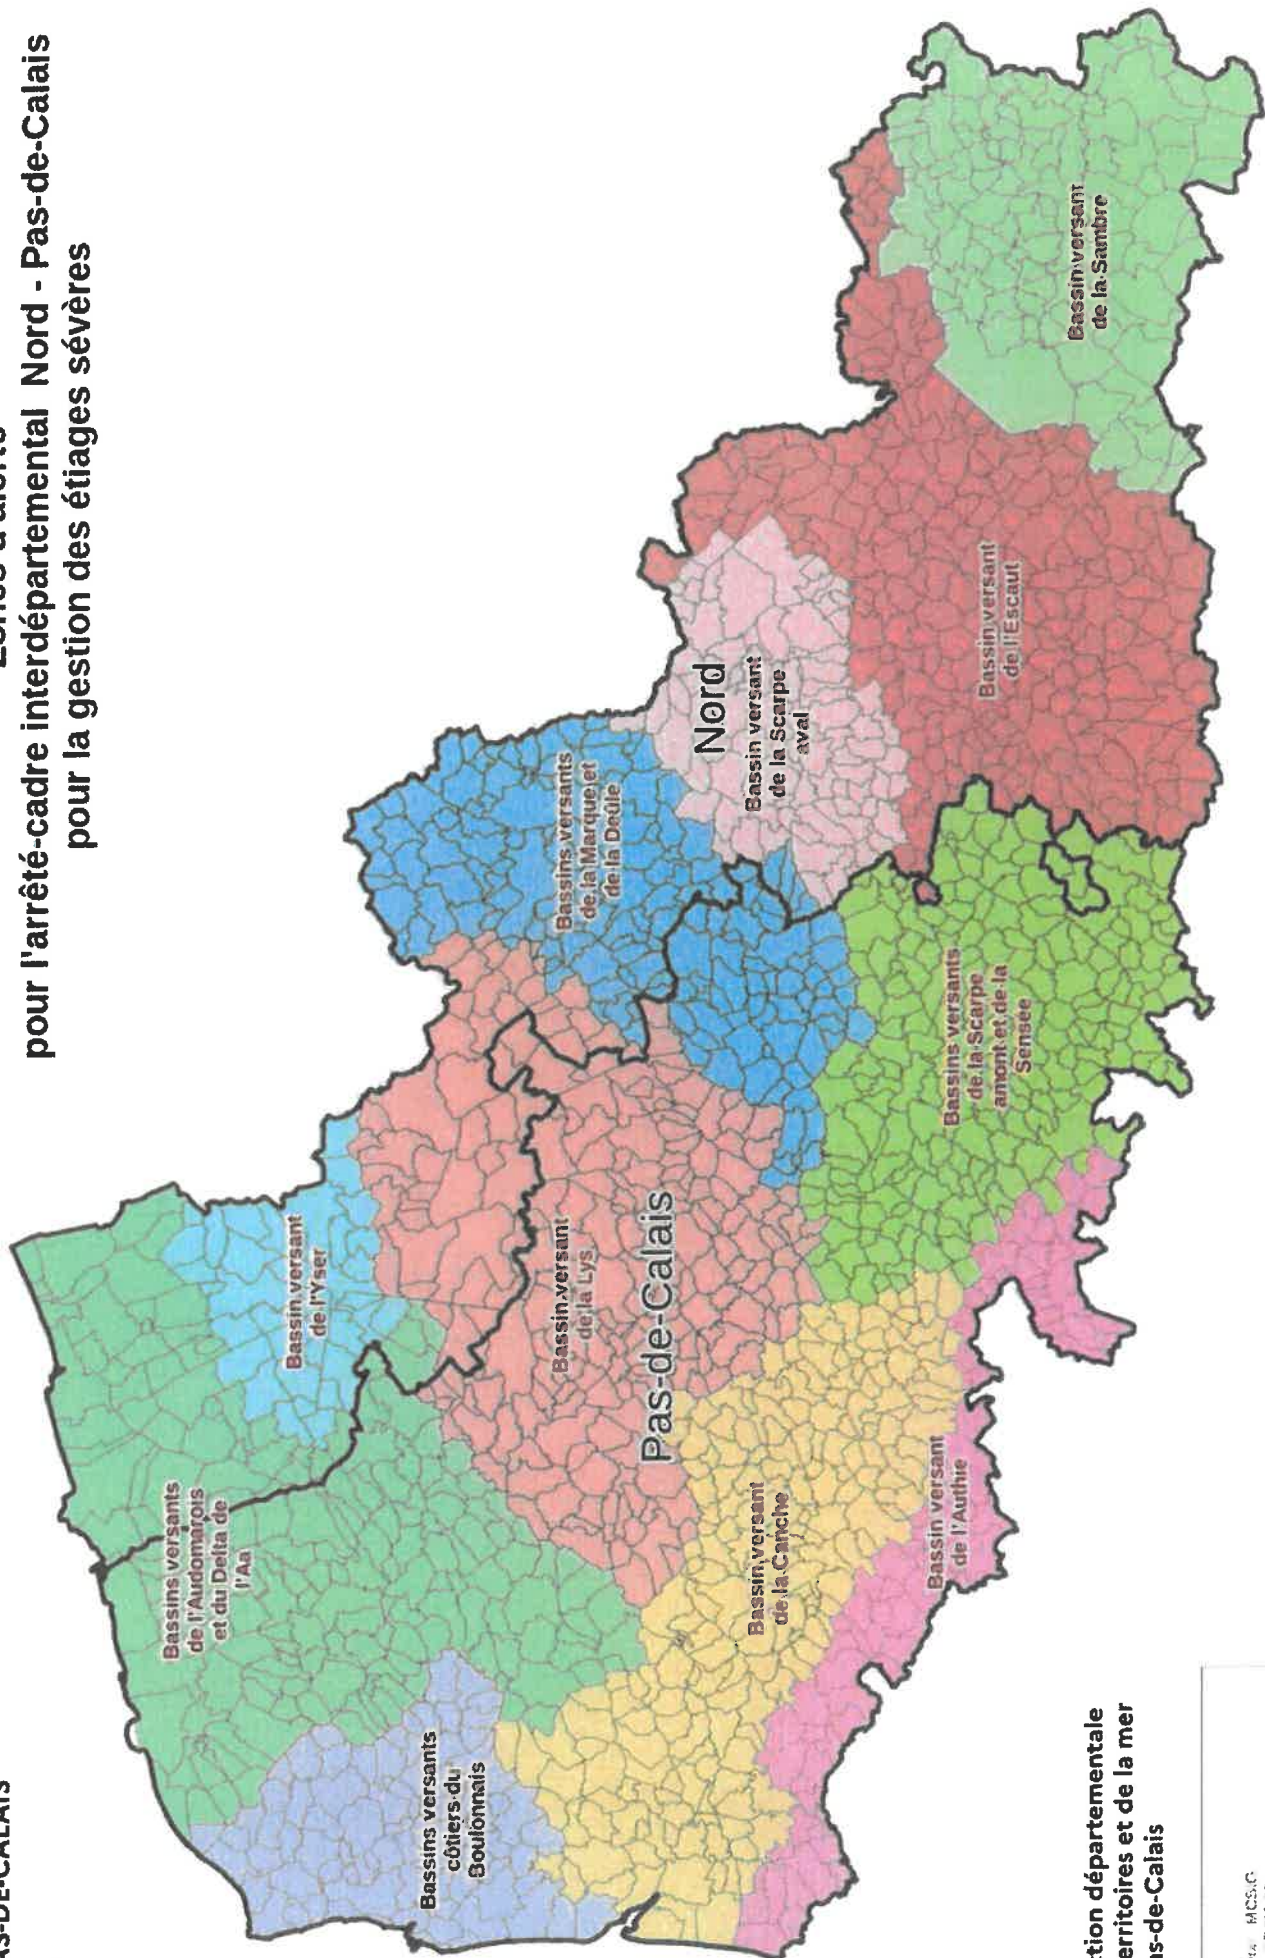 PAS-DE-CALAIS
pour l'arrêté-cadre interdépartemental Nord - Pas-de-Calais
pour la gestion des étiages sévères
Bassins versants
de l'Audomarois
et du Delta de
l'Aa
Bassin versant
de l'Yser
Bassins versants
côtiers du
Boulonnais
Bassin versant
de la Lys
Pas-de-Calais
Bassins versants
de la Marque et
de la Deûle
Nord
Bassin versant
de la Scarpe
aval
Bassin versant
de la Canche
Bassin versant
de l'Authie
Bassins versants
de la Scarpe
amont et de la
Sensée
Bassin versant
de l'Escaut
Bassin versant
de la Sambre
ction départementale
erritoires et de la mer
as-de-Calais